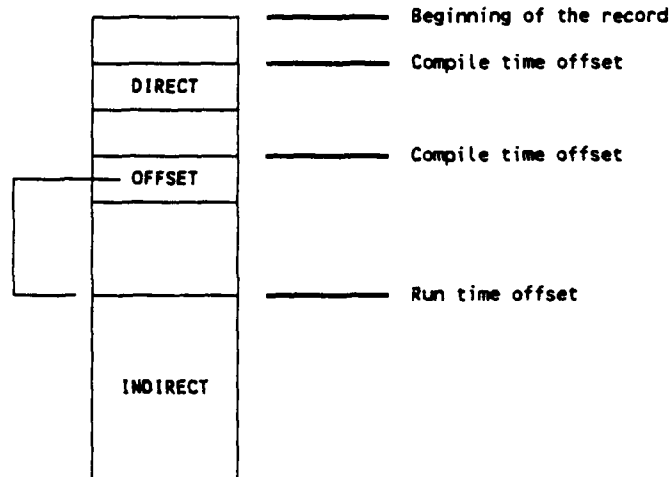 Beginning of the record
Compile time offset
DIRECT
Compile time offset
OFFSET
Run time offset
INDIRECT